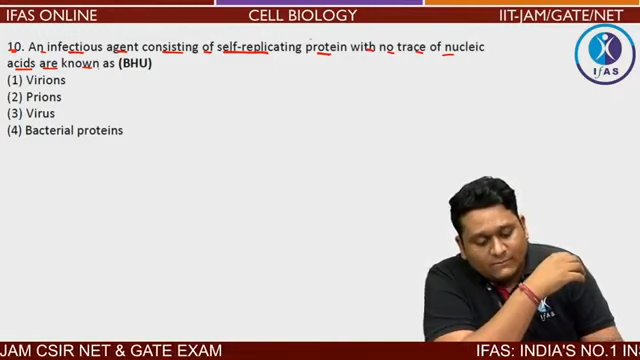 IFAS ONLINE CELL BIOLOGY IIT-JAM/GATE/NET
10. An infectious agent consisting of self-replicating protein with no trace of nucleic
acids are known as (BHU)
(1) Virions
(2) Prions
(3) Virus
(4) Bacterial proteins
iFAS
iFAS
JAM CSIR NET & GATE EXAM IFAS: INDIA'S NO.1 IN